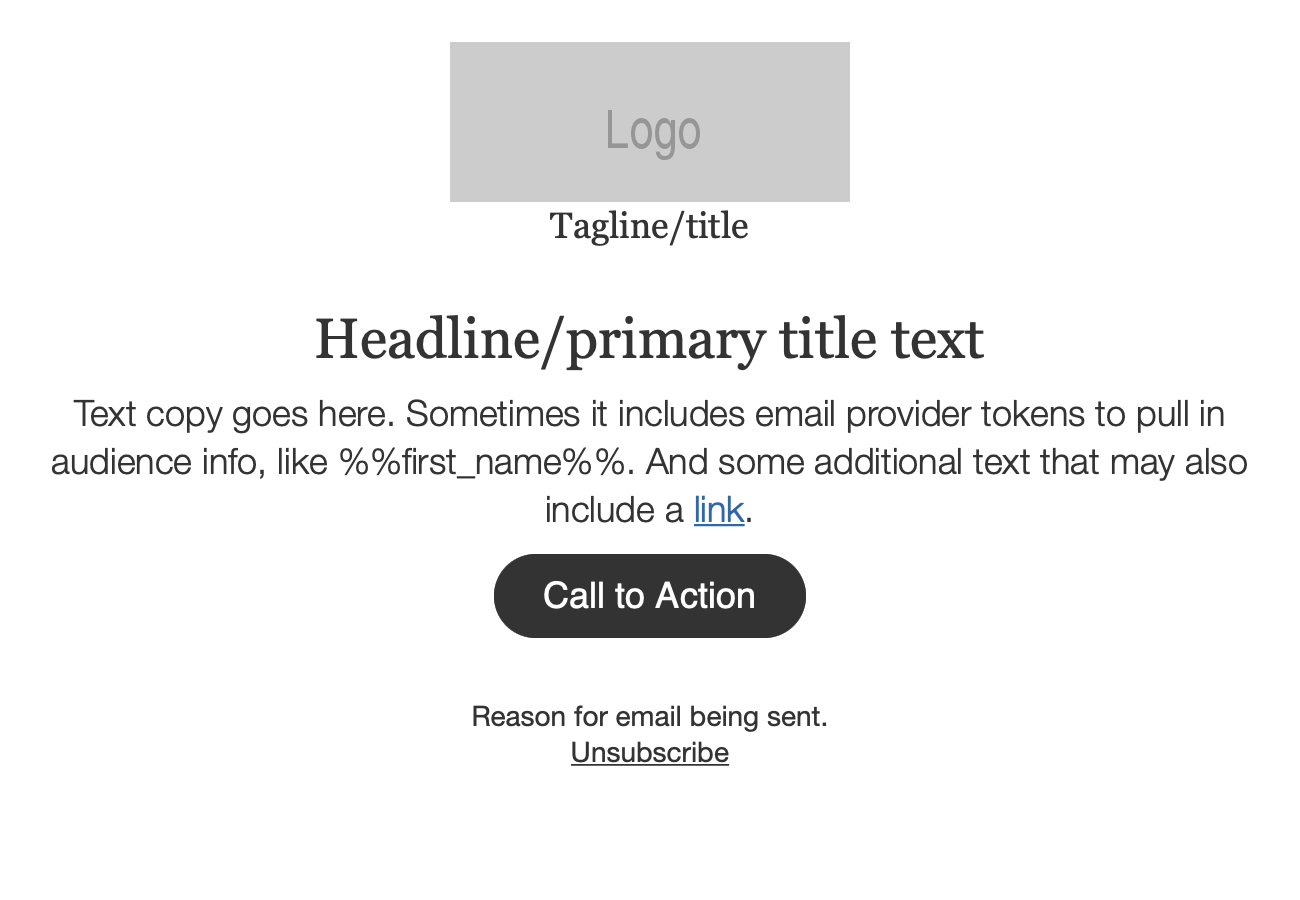 Logo
Tagline/title
Headline/primary title text
Text copy goes here. Sometimes it includes email provider tokens to pull in
audience info, like %%first_name%%. And some additional text that may also
include a link.
Call to Action
Reason for email being sent.
Unsubscribe